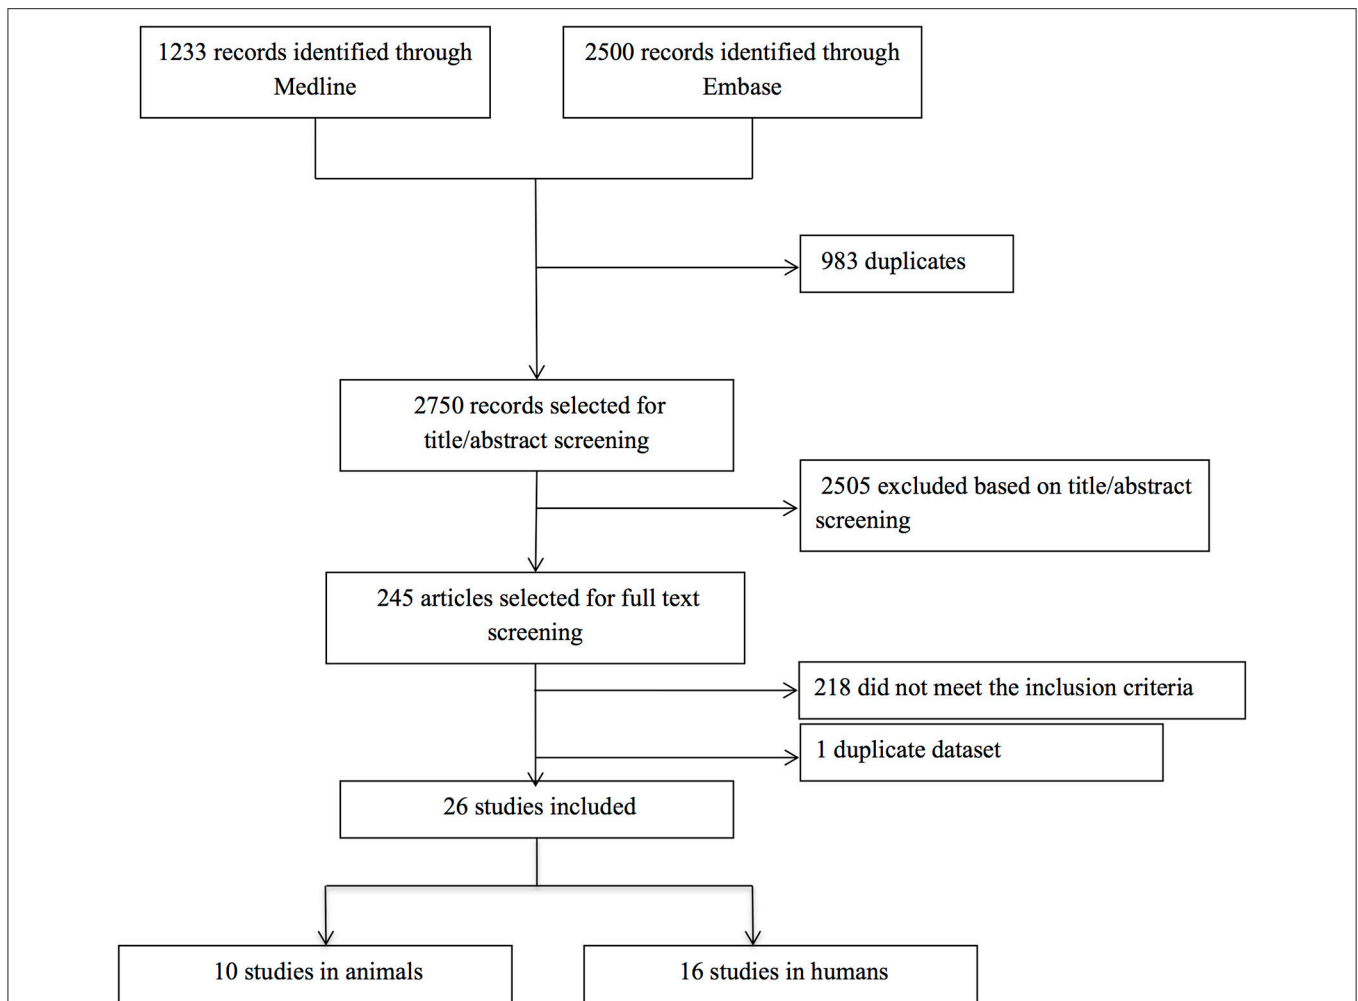 1233 records identified through
Medline
2500 records identified through
Embase
983 duplicates
2750 records selected for
title/abstract screening
2505 excluded based on title/abstract
screening
245 articles selected for full text
screening
218 did not meet the inclusion criteria
1 duplicate dataset
26 studies included
10 studies in animals
16 studies in humans